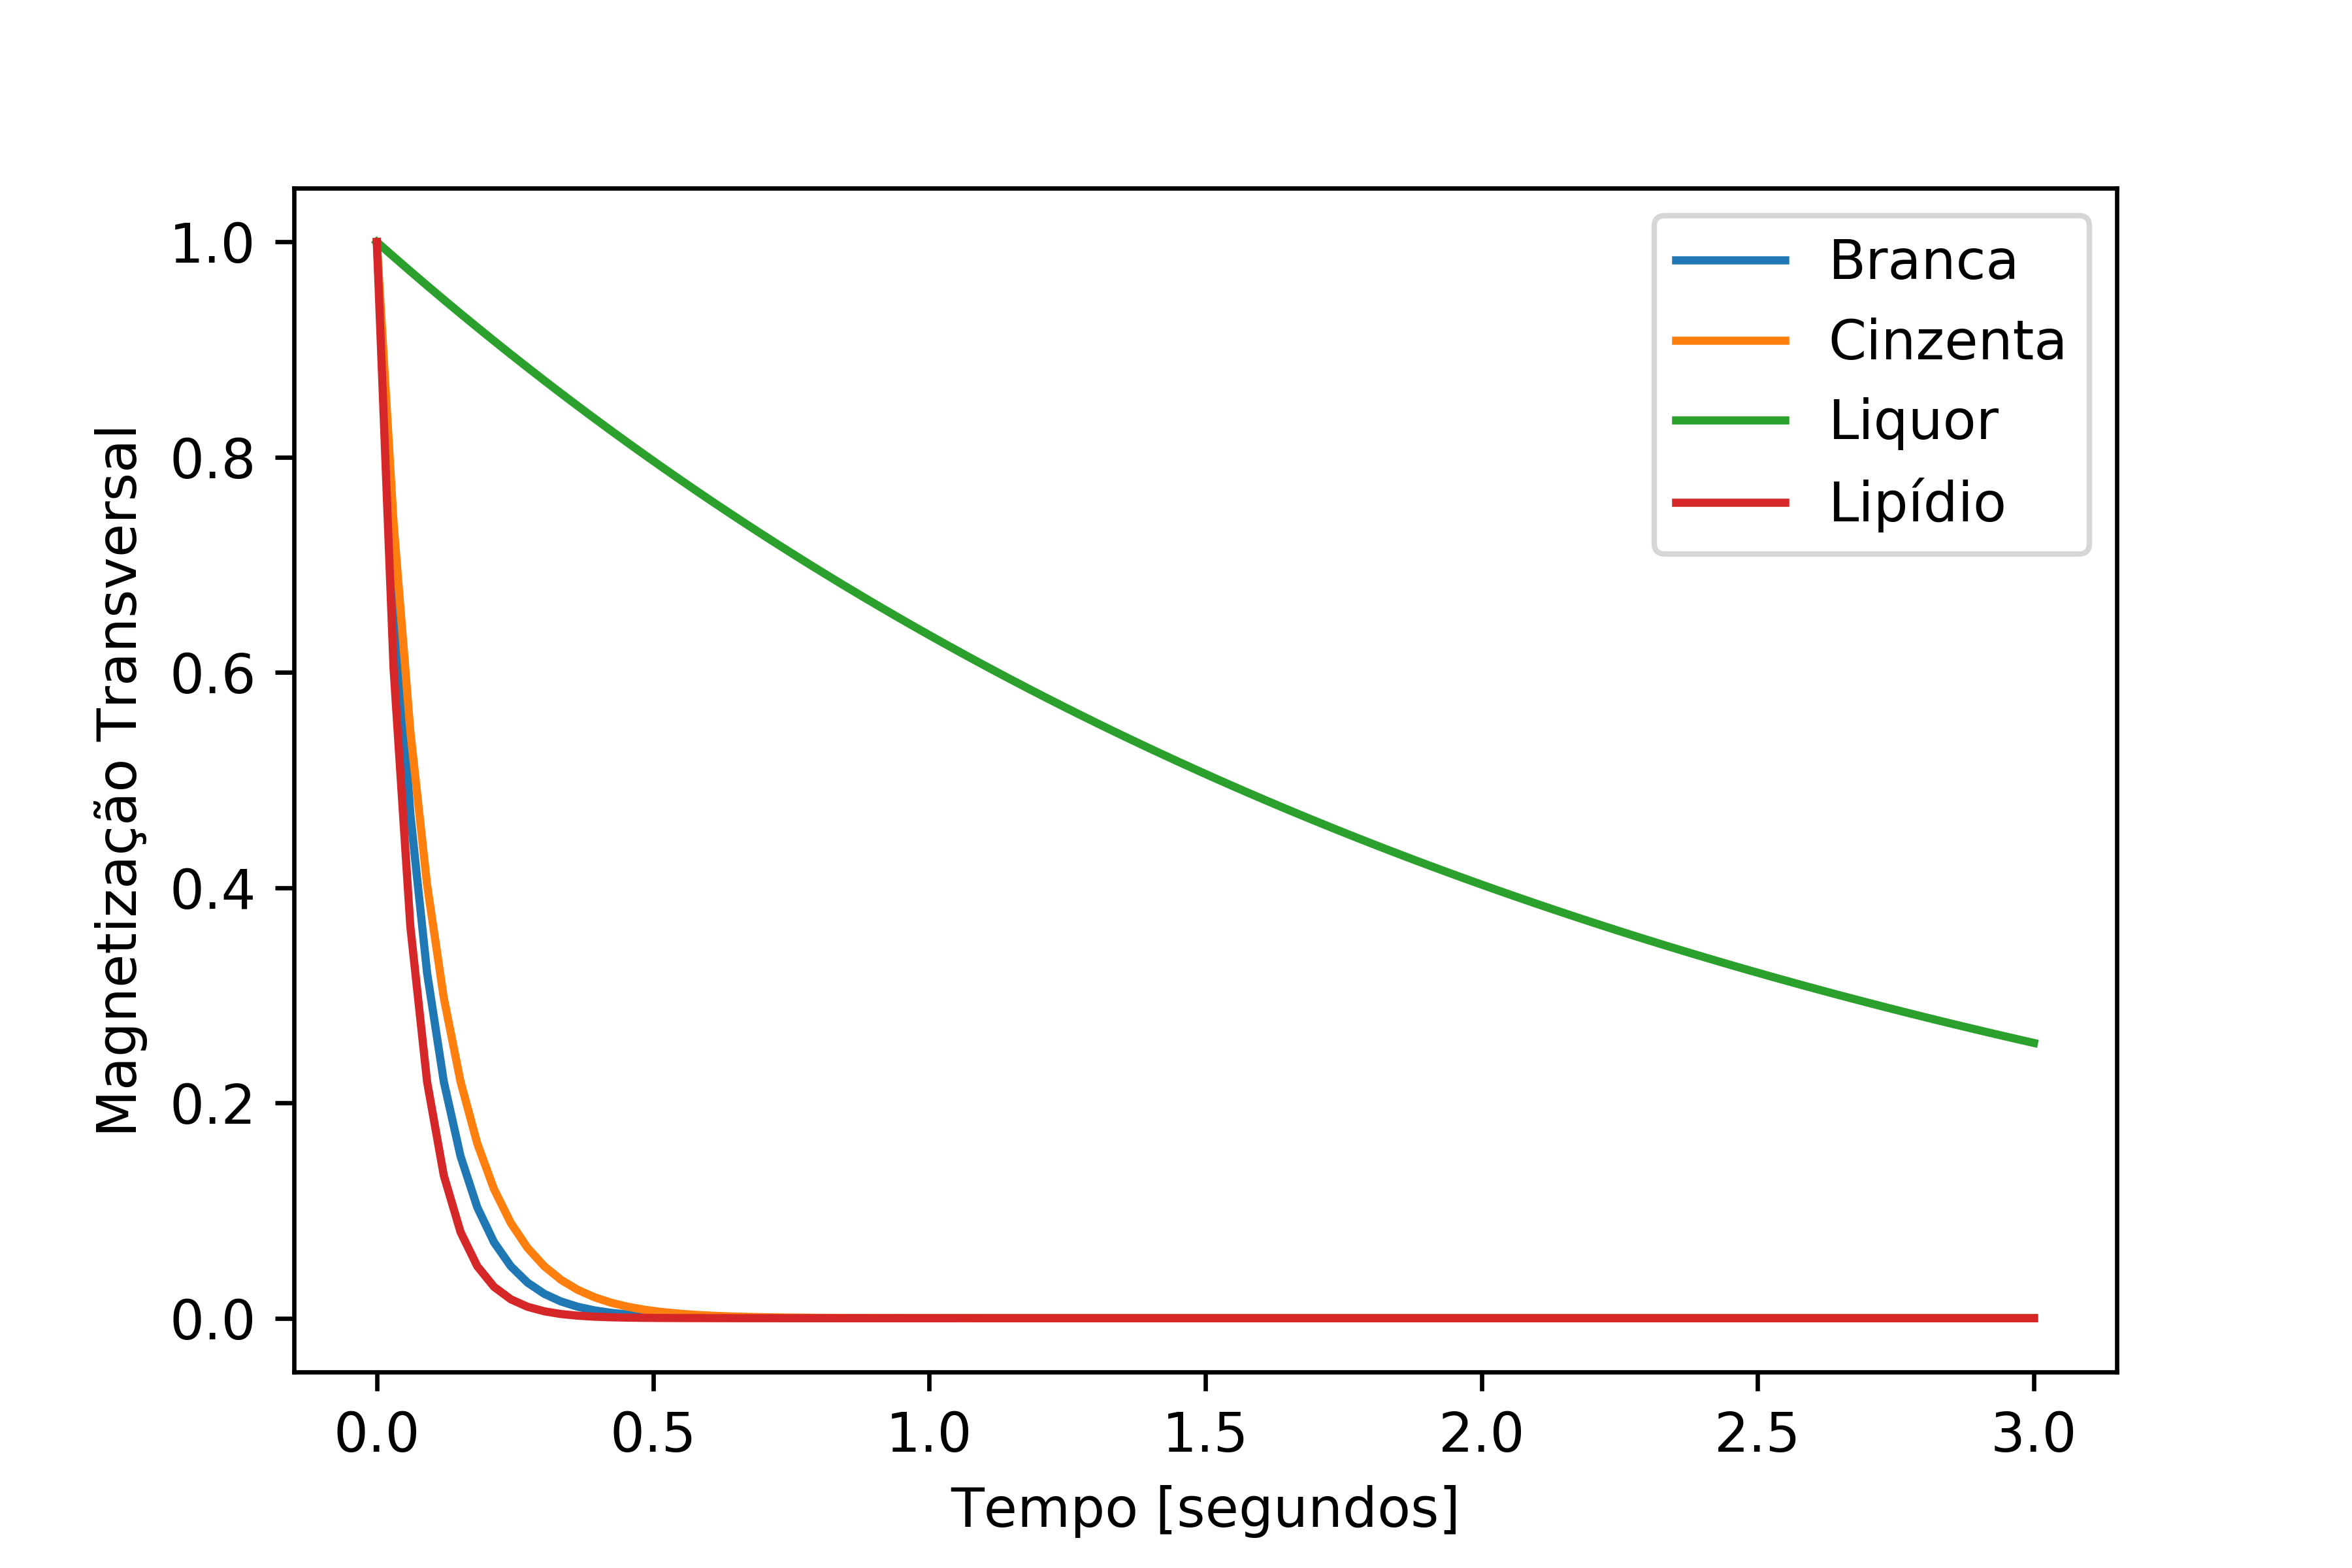 Magnetização Transversal
1.0
0.8
0.6
0.4
0.2
0.0
Branca
Cinzenta
Liquor
Lipídio
0.0 0.5 1.0 1.5 2.0 2.5 3.0
Tempo [segundos]